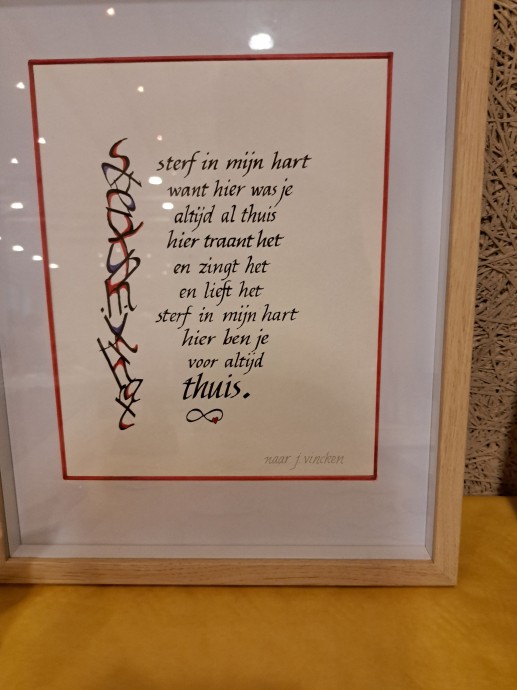 sterf in mijn hart
want hier was je
altijd al thuis
hier traant het
en zingt het
en lieft het
sterf in mijn hart
hier ben je
voor altijd
thuis.
naar j. vincken